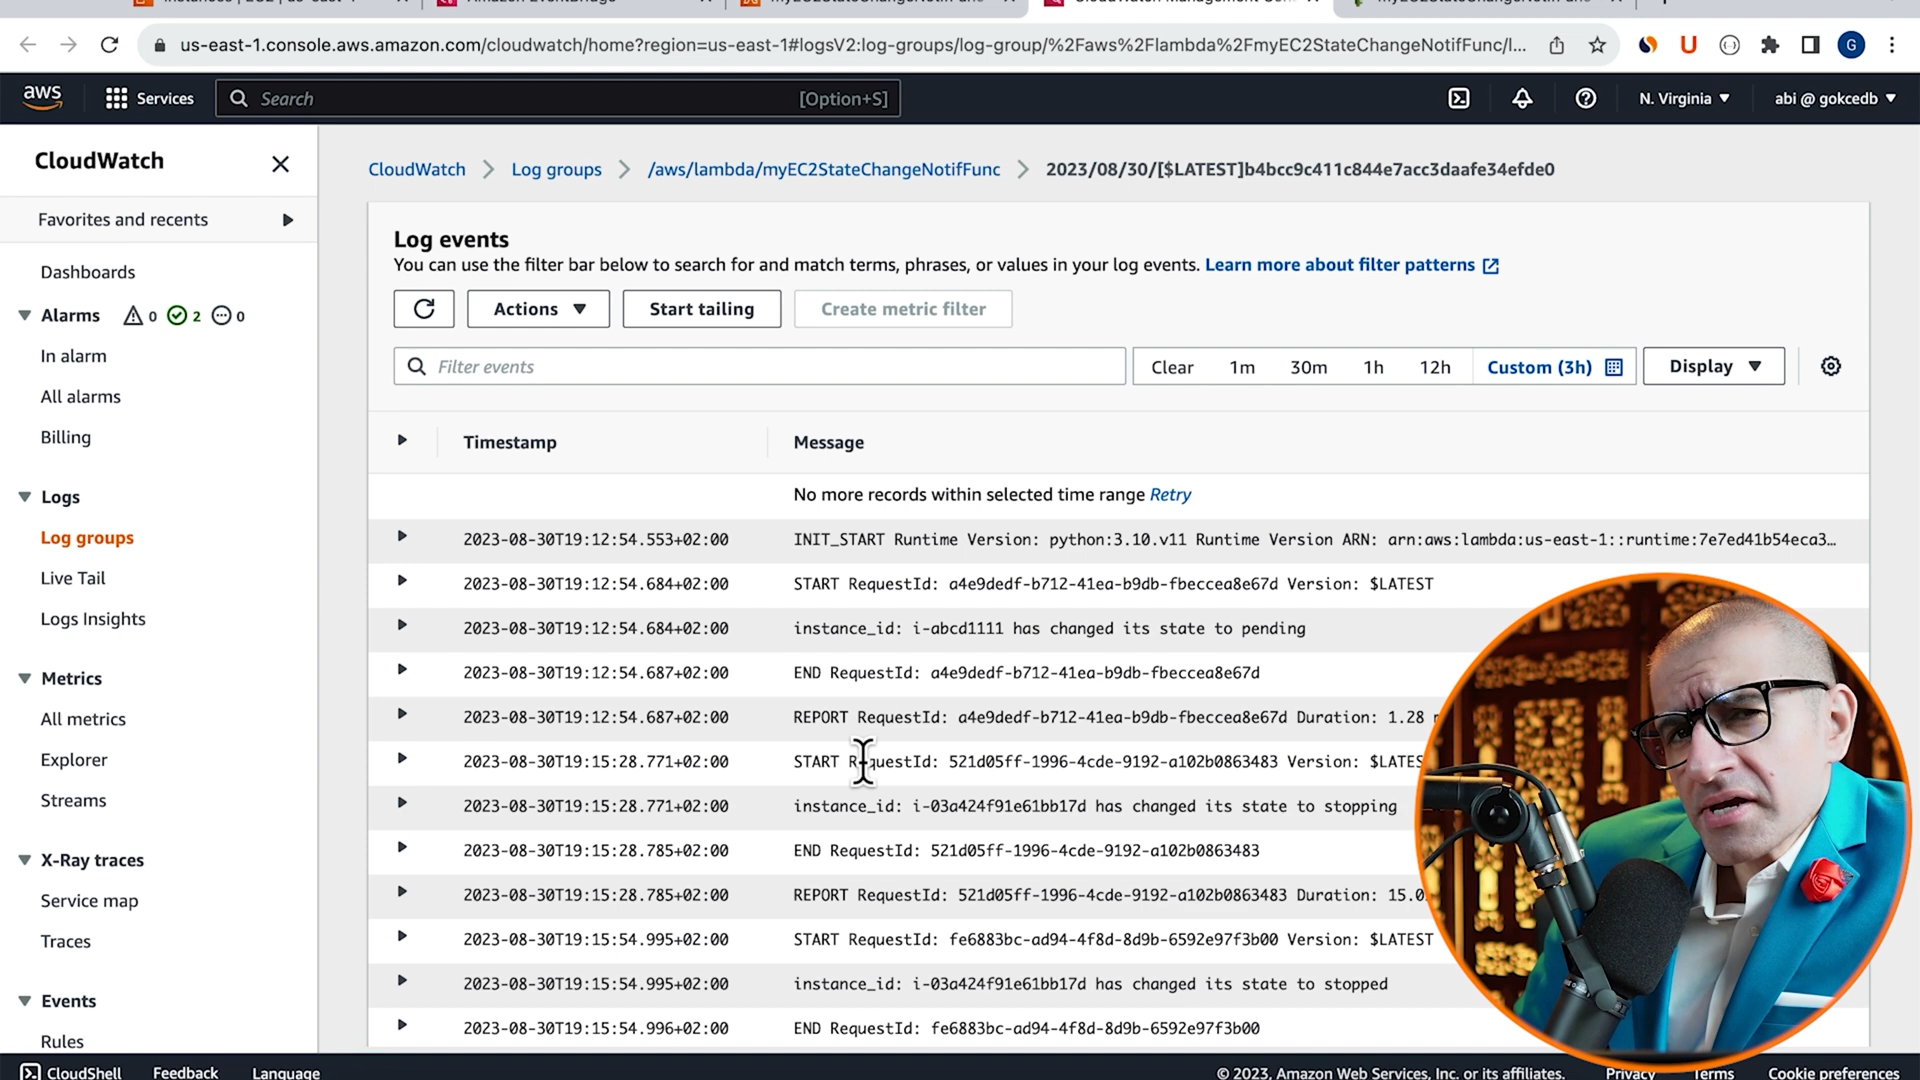 us-east-1.console.aws.amazon.com/cloudwatch/home?region=us-east-1#logsV2:log-groups/log-group/%2Faws%2Flambda%2FmyEC2StateChangeNotifFunc/l...
G
aws
Services
Search
[Option+S]
N. Virginia
abi @ gokcedb
CloudWatch
Favorites and recents
Dashboards
Alarms 0 2 0
In alarm
All alarms
Billing
Logs
Log groups
Live Tail
Logs Insights
Metrics
All metrics
Explorer
Streams
X-Ray traces
Service map
Traces
Events
Rules
CloudWatch
Log groups
/aws/lambda/myEC2StateChangeNotifFunc
2023/08/30/[$LATEST]b4bcc9c411c844e7acc3daafe34efde0
Log events
You can use the filter bar below to search for and match terms, phrases, or values in your log events. Learn more about filter patterns
Actions
Start tailing
Create metric filter
Filter events
Clear
1m
30m
1h
12h
Custom (3h)
Display
Timestamp
Message
No more records within selected time range Retry
2023-08-30T19:12:54.553+02:00 INIT_START Runtime Version: python:3.10.v11 Runtime Version ARN: arn:aws:lambda:us-east-1::runtime:7e7ed41b54eca3...
2023-08-30T19:12:54.684+02:00 START RequestId: a4e9dedf-b712-41ea-b9db-fbeccea8e67d Version: $LATEST
2023-08-30T19:12:54.684+02:00 instance_id: i-abcd1111 has changed its state to pending
2023-08-30T19:12:54.687+02:00 END RequestId: a4e9dedf-b712-41ea-b9db-fbeccea8e67d
2023-08-30T19:12:54.687+02:00 REPORT RequestId: a4e9dedf-b712-41ea-b9db-fbeccea8e67d Duration: 1.28
2023-08-30T19:15:28.771+02:00 START RequestId: 521d05ff-1996-4cde-9192-a102b0863483 Version: $LATES
2023-08-30T19:15:28.771+02:00 instance_id: i-03a424f91e61bb17d has changed its state to stopping
2023-08-30T19:15:28.785+02:00 END RequestId: 521d05ff-1996-4cde-9192-a102b0863483
2023-08-30T19:15:28.785+02:00 REPORT RequestId: 521d05ff-1996-4cde-9192-a102b0863483 Duration: 15.0
2023-08-30T19:15:54.995+02:00 START RequestId: fe6883bc-ad94-4f8d-8d9b-6592e97f3b00 Version: $LATEST
2023-08-30T19:15:54.995+02:00 instance_id: i-03a424f91e61bb17d has changed its state to stopped
2023-08-30T19:15:54.996+02:00 END RequestId: fe6883bc-ad94-4f8d-8d9b-6592e97f3b00
CloudShell
Feedback
Language
© 2023, Amazon Web Services, Inc. or its affiliates.
Privacy
Terms
Cookie preferences